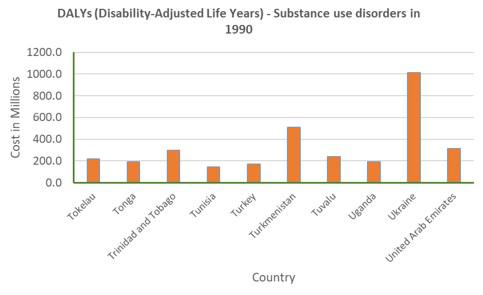 DALYs (Disability-Adjusted Life Years) - Substance use disorders in
1990
Cost in Millions
1200.0
1000.0
800.0
600.0
400.0
200.0
0.0
Tokelau
Tonga
Trinidad and Tobago
Tunisia
Turkey
Turkmenistan
Tuvalu
Uganda
Ukraine
United Arab Emirates
Country